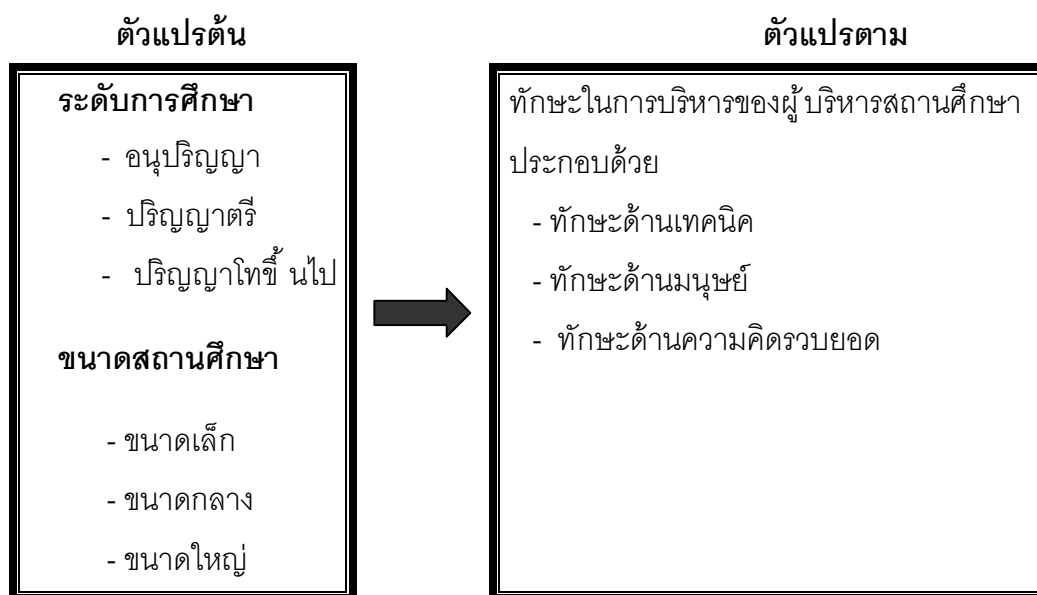 ตัวแปรต้น
ระดับการศึกษา
- อนุปริญญา
- ปริญญาตรี
- ปริญญาโทขึ้นไป
ขนาดสถานศึกษา
- ขนาดเล็ก
- ขนาดกลาง
- ขนาดใหญ่
ตัวแปรตาม
ทักษะในการบริหารของผู้บริหารสถานศึกษา
ประกอบด้วย
- ทักษะด้านเทคนิค
- ทักษะด้านมนุษย์
- ทักษะด้านความคิดรวบยอด